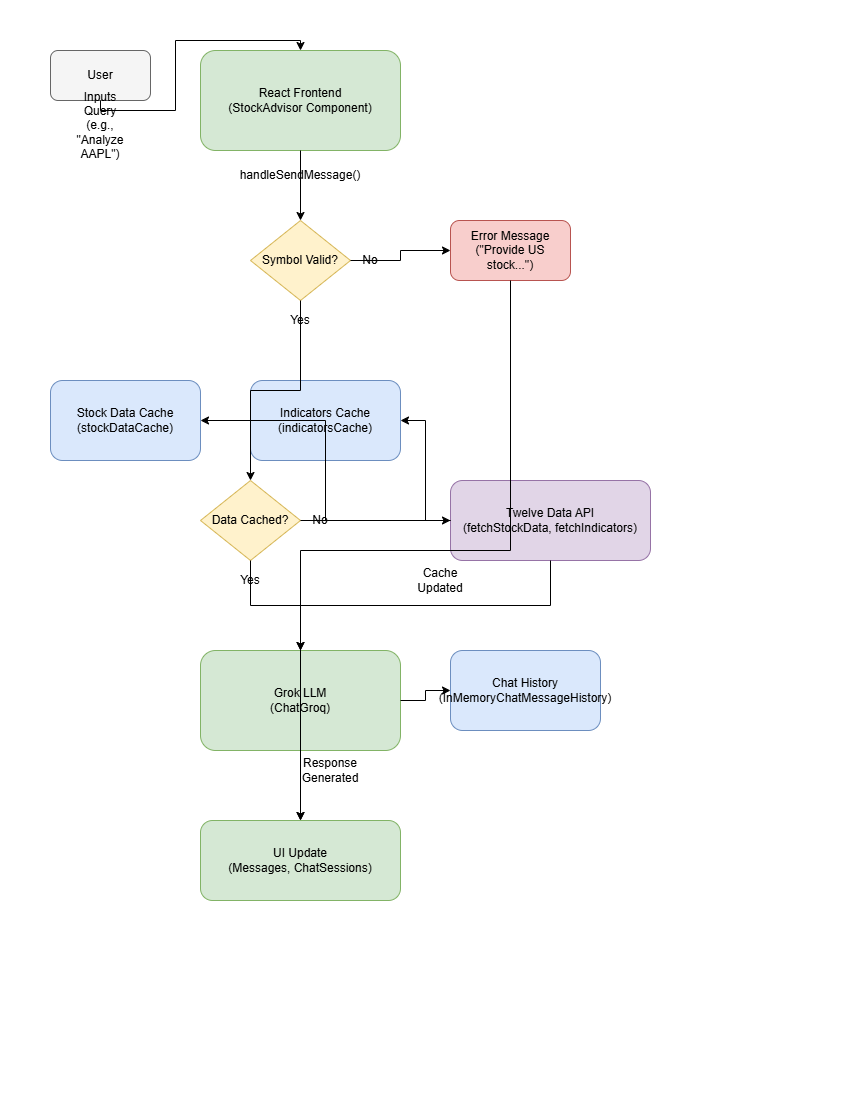 User
Inputs
Query
(e.g.,
"Analyze
AAPL")
React Frontend
(StockAdvisor Component)
handleSendMessage()
Symbol Valid?
No
Error Message
("Provide US
stock...")
Yes
Stock Data Cache
(stockDataCache)
Indicators Cache
(indicatorsCache)
Data Cached?
No
Twelve Data API
(fetchStockData, fetchIndicators)
Yes
Cache
Updated
Grok LLM
(ChatGroq)
Chat History
(InMemoryChatMessageHistory)
Response
Generated
UI Update
(Messages, ChatSessions)